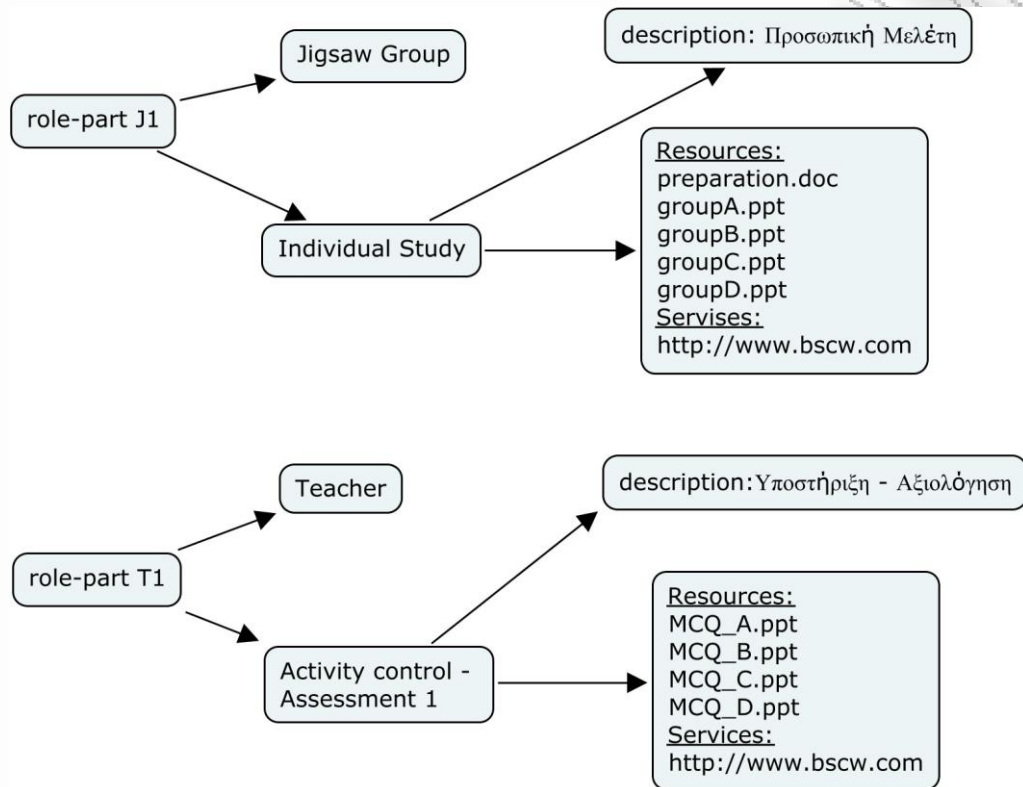 role-part J1
Jigsaw Group
Individual Study
description: Προσωπική Μελέτη
Resources:
preparation.doc
groupA.ppt
groupB.ppt
groupC.ppt
groupD.ppt
Servises:
http://www.bscw.com
role-part T1
Teacher
Activity control -
Assessment 1
description:Υποστήριξη - Αξιολόγηση
Resources:
MCQ_A.ppt
MCQ_B.ppt
MCQ_C.ppt
MCQ_D.ppt
Services:
http://www.bscw.com